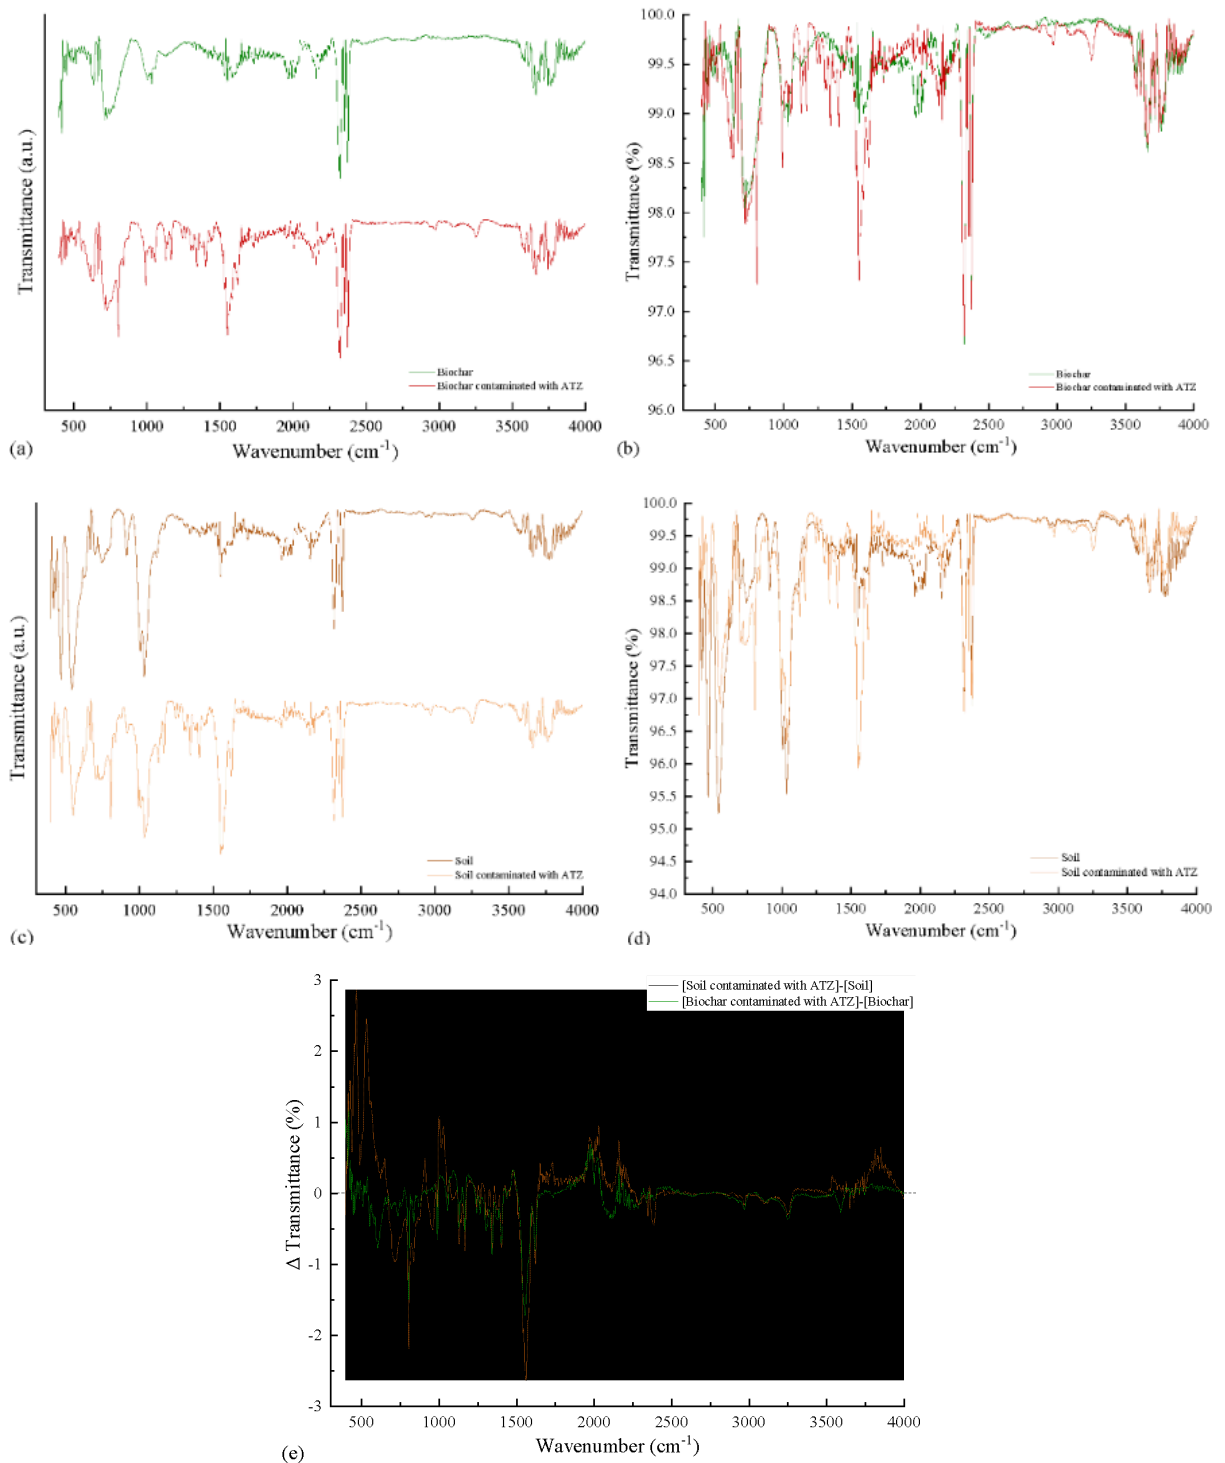 Transmittance (a.u.)
Biochar
Biochar contaminated with ATZ
500 1000 1500 2000 2500 3000 3500 4000
(a)
Wavenumber (cm-1)
100.0
99.5
99.0
98.5
98.0
97.5
97.0
96.5
96.0
Transmittance (%)
Biochar
Biochar contaminated with ATZ
500 1000 1500 2000 2500 3000 3500 4000
(b)
Wavenumber (cm-1)
Transmittance (a.u.)
Soil
Soil contaminated with ATZ
500 1000 1500 2000 2500 3000 3500 4000
(c)
Wavenumber (cm-1)
100.0
99.5
99.0
98.5
98.0
97.5
97.0
96.5
96.0
95.5
95.0
94.5
94.0
Transmittance (%)
Soil
Soil contaminated with ATZ
500 1000 1500 2000 2500 3000 3500 4000
(d)
Wavenumber (cm-1)
[Soil contaminated with ATZ]-[Soil]
[Biochar contaminated with ATZ]-[Biochar]
3
2
1
0
-1
-2
-3
Δ Transmittance (%)
500 1000 1500 2000 2500 3000 3500 4000
(e)
Wavenumber (cm-1)